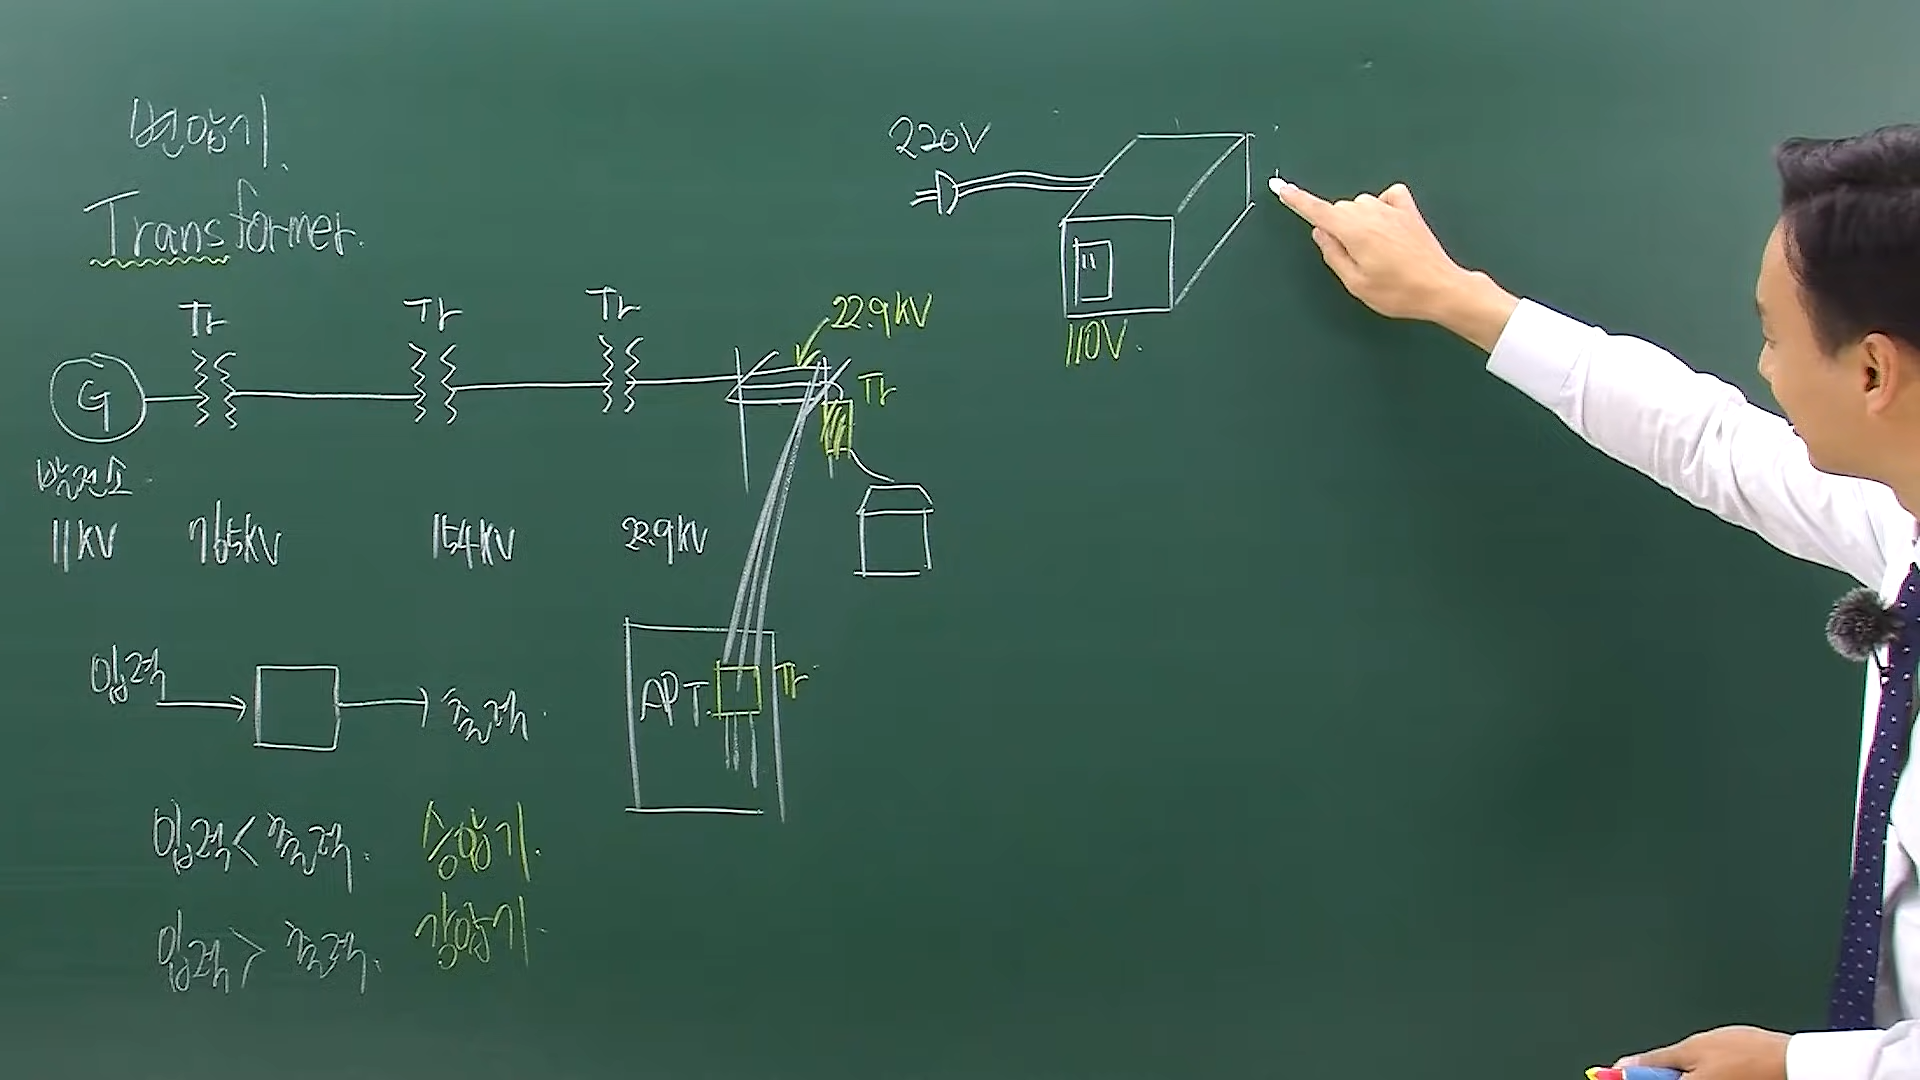 변압기.
Transformer.
Tr
Tr
Tr
22.9kV
Tr
G
발전소.
11kV
765kV
154kV
22.9kV
입력
출력.
APT.
Tr
입력<출력. 승압기.
입력>출력. 강압기.
220V
110V.